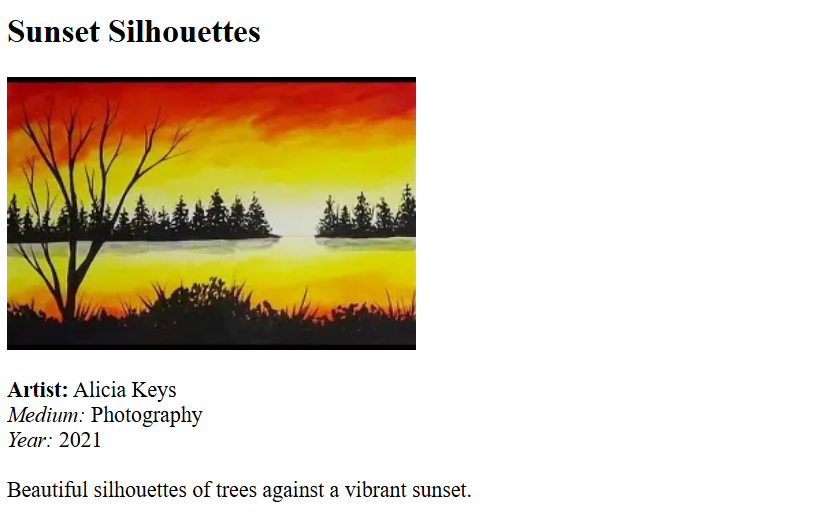 Sunset Silhouettes
Artist: Alicia Keys
Medium: Photography
Year: 2021
Beautiful silhouettes of trees against a vibrant sunset.